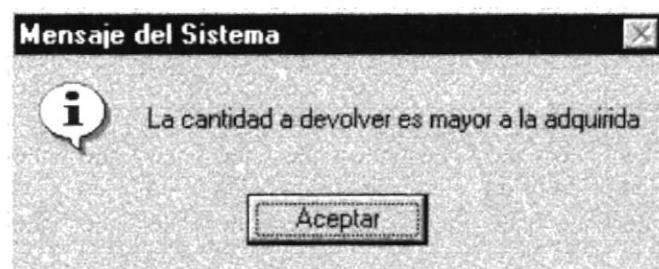 Mensaje del Sistema
La cantidad a devolver es mayor a la adquirida
Aceptar